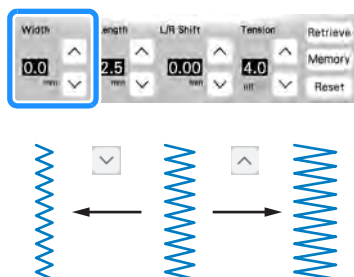 Width Length L/R Shift Tension Retrieve
0.0 2.5 0.00 4.0 Memory
mm mm mm Reset